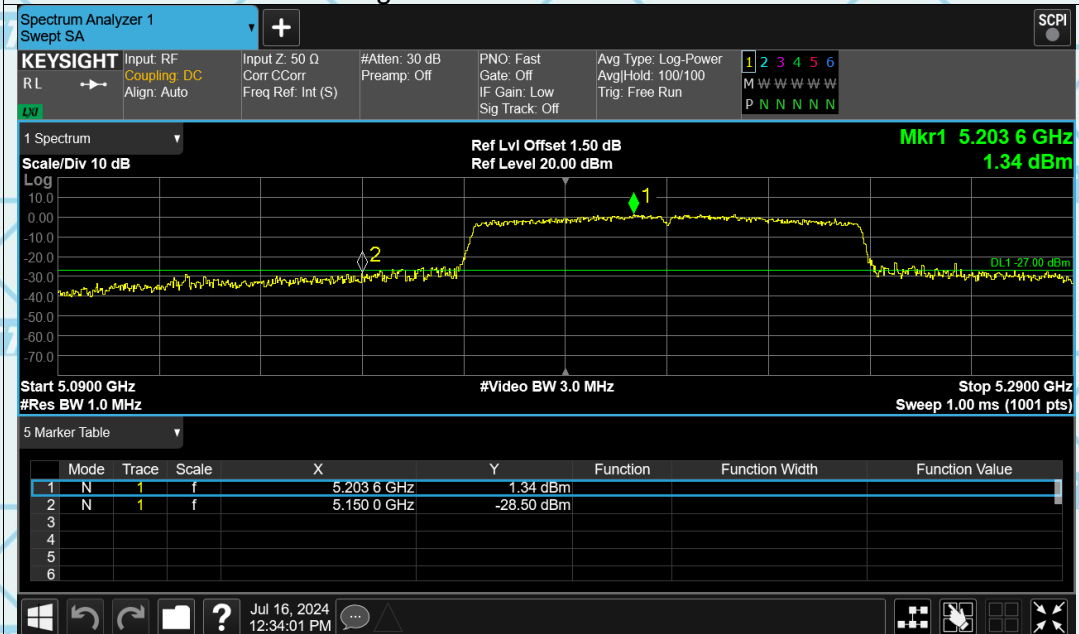 Spectrum Analyzer 1
Swept SA
+
SCPI
KEYSIGHT Input: RF Input Z: 50 Ω #Atten: 30 dB PNO: Fast Avg Type: Log-Power 1 2 3 4 5 6
RL Coupling: DC Corr CCorr Preamp: Off Gate: Off Avg|Hold: 100/100 M W W W W W
Align: Auto Freq Ref: Int (S) IF Gain: Low Trig: Free Run
LXI Sig Track: Off P N N N N N
1 Spectrum Ref Lvl Offset 1.50 dB Mkr1 5.203 6 GHz
Scale/Div 10 dB Ref Level 20.00 dBm 1.34 dBm
Log
10.0 1
0.00
-10.0
-20.0 2
DL1 -27.00 dBm
-30.0
-40.0
-50.0
-60.0
-70.0
Start 5.0900 GHz #Video BW 3.0 MHz Stop 5.2900 GHz
#Res BW 1.0 MHz Sweep 1.00 ms (1001 pts)
5 Marker Table
Mode Trace Scale X Y Function Function Width Function Value
1 N 1 f 5.203 6 GHz 1.34 dBm
2 N 1 f 5.150 0 GHz -28.50 dBm
3
4
5
6
? Jul 16, 2024
12:34:01 PM